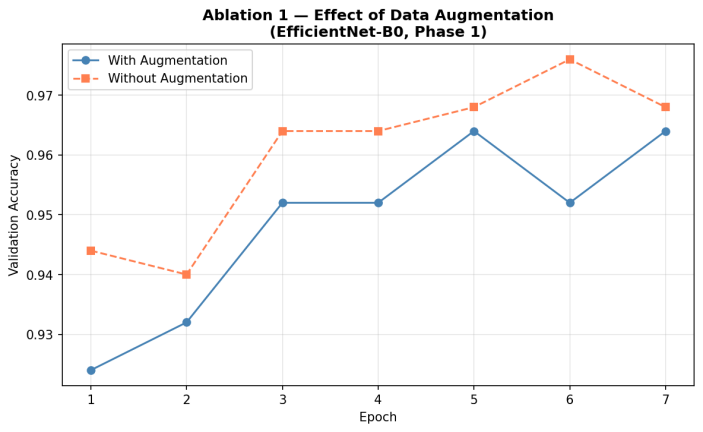 Ablation 1 — Effect of Data Augmentation
(EfficientNet-B0, Phase 1)
With Augmentation
Without Augmentation
Validation Accuracy
0.97
0.96
0.95
0.94
0.93
1 2 3 4 5 6 7
Epoch